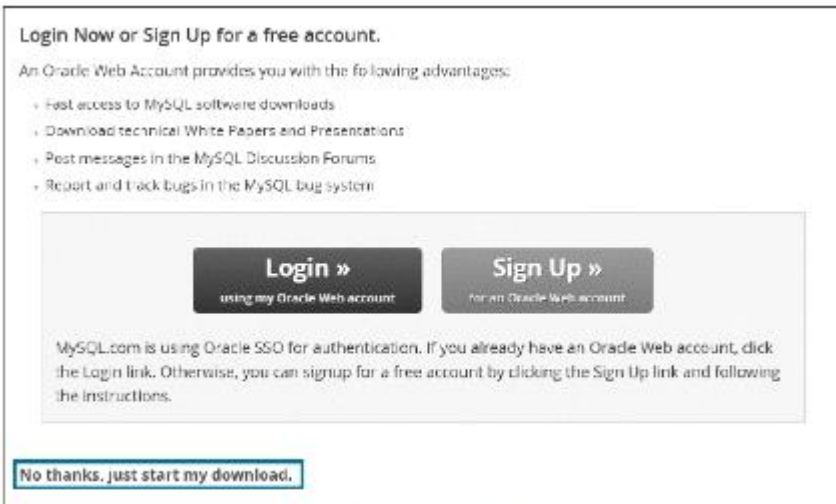 Login Now or Sign Up for a free account.
An Oracle Web Account provides you with the following advantages:
Fast access to MySQL software downloads
Download technical White Papers and Presentations
Post messages in the MySQL Discussion Forums
Report and track bugs in the MySQL bug system
Login »
using my Oracle Web account
Sign Up »
for an Oracle Web account
MySQL.com is using Oracle SSO for authentication. If you already have an Oracle Web account, click
the Login link. Otherwise, you can signup for a free account by clicking the Sign Up link and following
the instructions.
No thanks, just start my download.